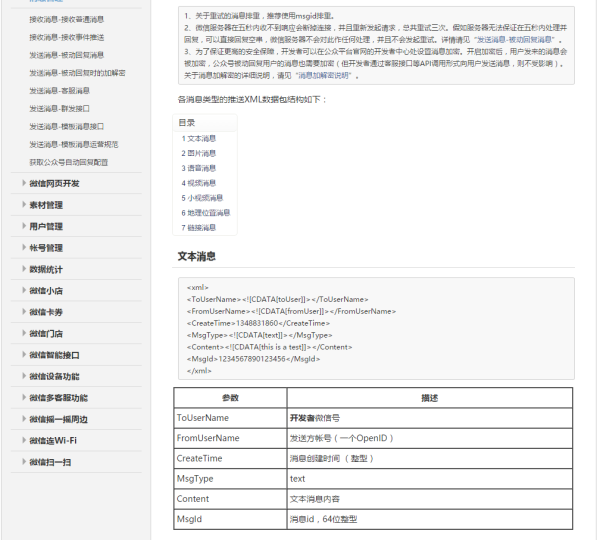 接收消息-接收普通消息
接收消息-接收事件推送
发送消息-被动回复消息
发送消息-被动回复时的加解密
发送消息-客服消息
发送消息-群发接口
发送消息-模板消息接口
发送消息-模板消息运营规范
获取公众号自动回复配置
微信网页开发
素材管理
用户管理
帐号管理
数据统计
微信小店
微信卡券
微信门店
微信智能接口
微信设备功能
微信多客服功能
微信摇一摇周边
微信连Wi-Fi
微信扫一扫
1、关于重试的消息排重，推荐使用msgid排重。
2、微信服务器在五秒内收不到响应会断掉连接，并且重新发起请求，总共重试三次。假如服务器无法保证在五秒内处理并
回复，可以直接回复空串，微信服务器不会对此作任何处理，并且不会发起重试。详情请见“发送消息-被动回复消息”。
3、为了保证更高的安全保障，开发者可以在公众平台官网的开发者中心处设置消息加密。开启加密后，用户发来的消息会
被加密，公众号被动回复用户的消息也需要加密（但开发者通过客服接口等API调用形式向用户发送消息，则不受影响）。
关于消息加解密的详细说明，请见“消息加解密说明”。
各消息类型的推送XML数据包结构如下：
目录
1 文本消息
2 图片消息
3 语音消息
4 视频消息
5 小视频消息
6 地理位置消息
7 链接消息
文本消息
<xml>
<ToUserName><![CDATA[toUser]]></ToUserName>
<FromUserName><![CDATA[fromUser]]></FromUserName>
<CreateTime>1348831860</CreateTime>
<MsgType><![CDATA[text]]></MsgType>
<Content><![CDATA[this is a test]]></Content>
<MsgId>1234567890123456</MsgId>
</xml>
参数 描述
ToUserName 开发者微信号
FromUserName 发送方帐号（一个OpenID）
CreateTime 消息创建时间 （整型）
MsgType text
Content 文本消息内容
MsgId 消息id，64位整型